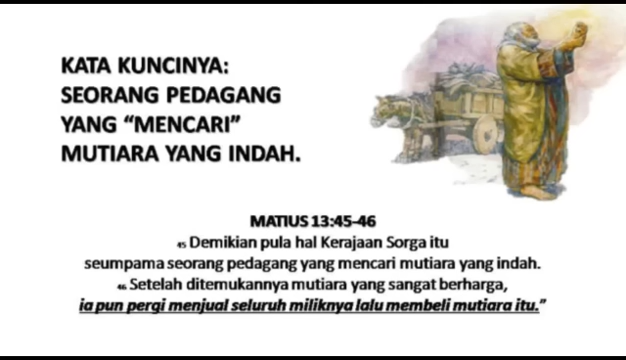 KATA KUNCINYA:
SEORANG PEDAGANG
YANG “MENCARI”
MUTIARA YANG INDAH.
MATIUS 13:45-46
45 Demikian pula hal Kerajaan Sorga itu
seumpama seorang pedagang yang mencari mutiara yang indah.
46 Setelah ditemukannya mutiara yang sangat berharga,
ia pun pergi menjual seluruh miliknya lalu membeli mutiara itu.”